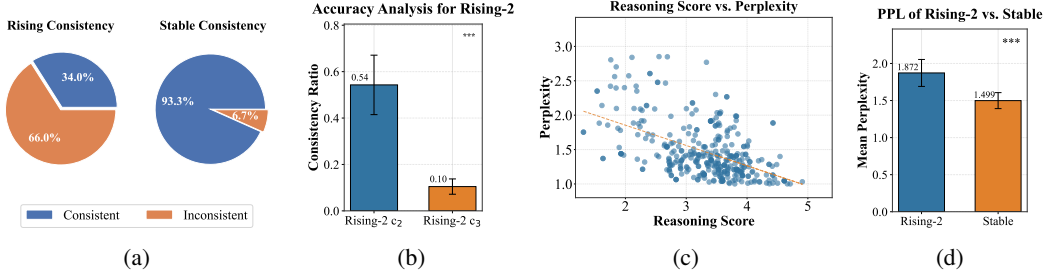 Rising Consistency
Stable Consistency
34.0%
66.0%
93.3%
6.7%
Consistent
Inconsistent
(a)
Accuracy Analysis for Rising-2
Consistency Ratio
0.8
0.6
0.4
0.2
0.0
0.54
0.10
***
Rising-2 c₂
Rising-2 c₃
(b)
Reasoning Score vs. Perplexity
Perplexity
3.0
2.5
2.0
1.5
1.0
2
3
4
5
Reasoning Score
(c)
PPL of Rising-2 vs. Stable
Mean Perplexity
2.0
1.5
1.0
0.5
0.0
1.872
1.499
***
Rising-2
Stable
(d)